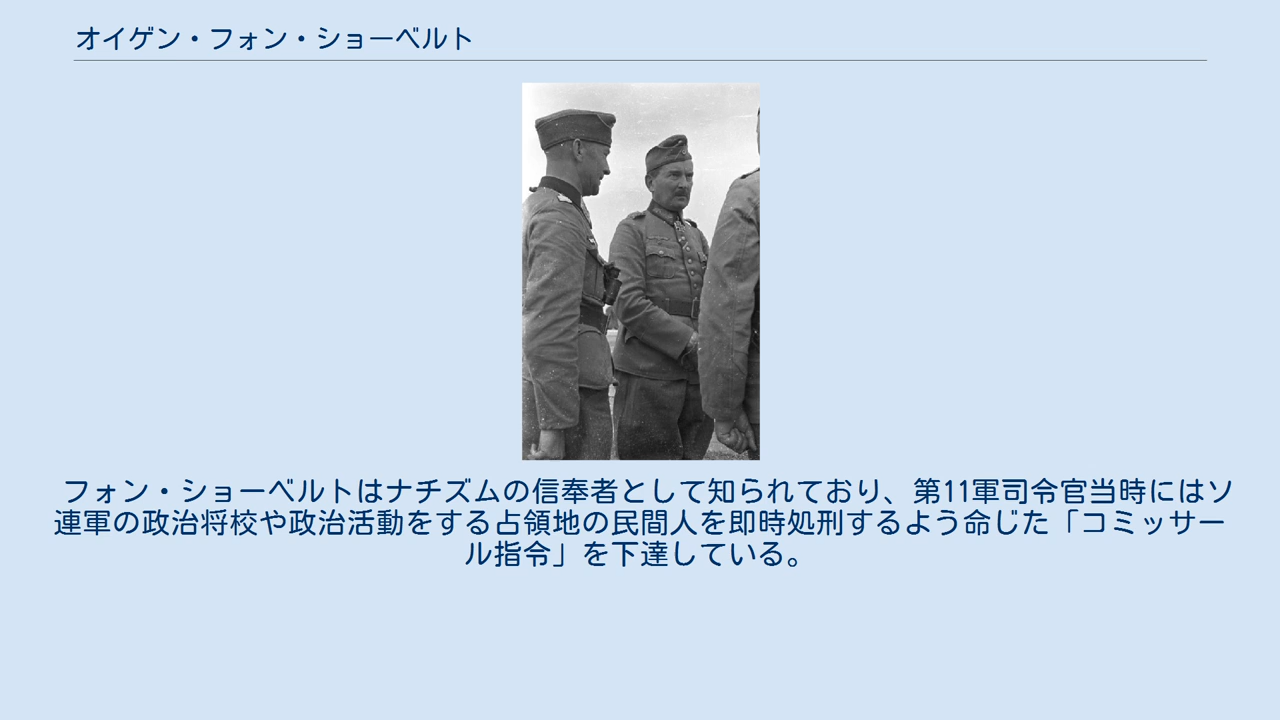 オイゲン・フォン・ショーベルト
フォン・ショーベルトはナチズムの信奉者として知られており、第11軍司令官当時にはソ
連軍の政治将校や政治活動をする占領地の民間人を即時処刑するよう命じた「コミッサー
ル指令」を下達している。